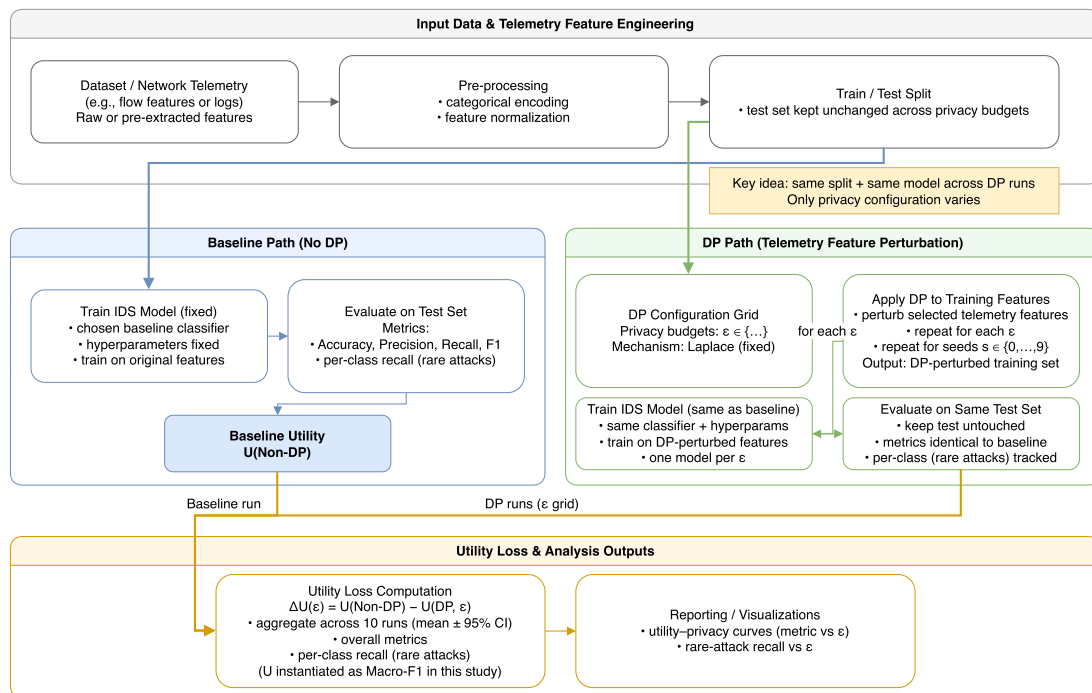 Input Data & Telemetry Feature Engineering
Dataset / Network Telemetry
(e.g., flow features or logs)
Raw or pre-extracted features
Pre-processing
• categorical encoding
• feature normalization
Train / Test Split
• test set kept unchanged across privacy budgets
Key idea: same split + same model across DP runs
Only privacy configuration varies
Baseline Path (No DP)
Train IDS Model (fixed)
• chosen baseline classifier
• hyperparameters fixed
• train on original features
Evaluate on Test Set
Metrics:
• Accuracy, Precision, Recall, F1
• per-class recall (rare attacks)
Baseline Utility
U(Non-DP)
DP Path (Telemetry Feature Perturbation)
DP Configuration Grid
Privacy budgets: ε ∈ {…}
Mechanism: Laplace (fixed)
for each ε
Apply DP to Training Features
• perturb selected telemetry features
• repeat for each ε
• repeat for seeds s ∈ {0,…,9}
Output: DP-perturbed training set
Train IDS Model (same as baseline)
• same classifier + hyperparams
• train on DP-perturbed features
• one model per ε
Evaluate on Same Test Set
• keep test untouched
• metrics identical to baseline
• per-class (rare attacks) tracked
Baseline run
DP runs (ε grid)
Utility Loss & Analysis Outputs
Utility Loss Computation
ΔU(ε) = U(Non-DP) − U(DP, ε)
• aggregate across 10 runs (mean ± 95% CI)
• overall metrics
• per-class recall (rare attacks)
(U instantiated as Macro-F1 in this study)
Reporting / Visualizations
• utility–privacy curves (metric vs ε)
• rare-attack recall vs ε